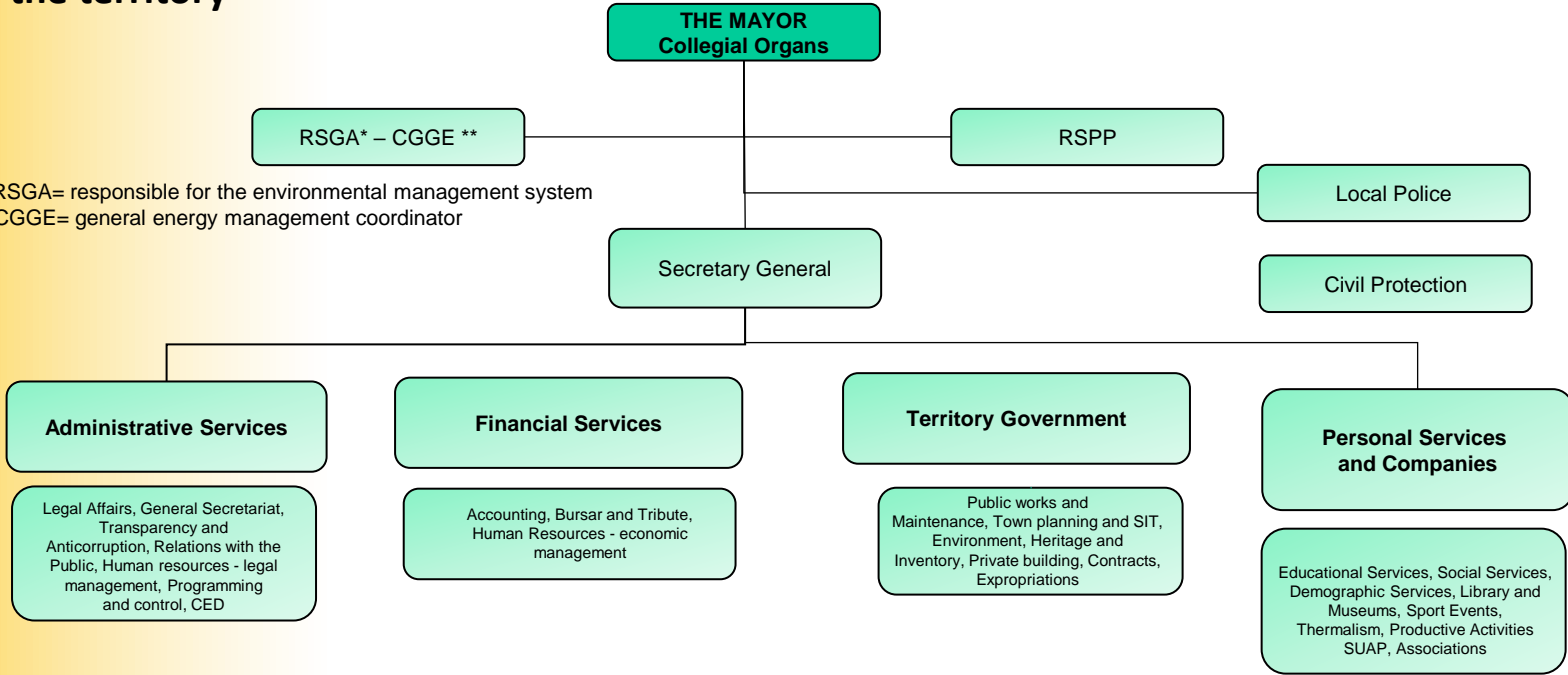 the territory
THE MAYOR
Collegial Organs
RSGA* – CGGE **
RSPP
RSGA= responsible for the environmental management system
CGGE= general energy management coordinator
Local Police
Secretary General
Civil Protection
Administrative Services
Financial Services
Territory Government
Personal Services
and Companies
Legal Affairs, General Secretariat,
Transparency and
Anticorruption, Relations with the
Public, Human resources - legal
management, Programming
and control, CED
Accounting, Bursar and Tribute,
Human Resources - economic
management
Public works and
Maintenance, Town planning and SIT,
Environment, Heritage and
Inventory, Private building, Contracts,
Expropriations
Educational Services, Social Services,
Demographic Services, Library and
Museums, Sport Events,
Thermalism, Productive Activities
SUAP, Associations